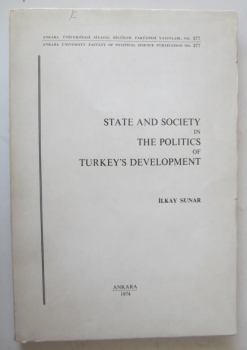 ANKARA ÜNİVERSİTESİ SİYASAL BİLGİLER FAKÜLTESİ YAYINLARI, No. 377
ANKARA UNIVERSITY FACULTY OF POLITICAL SCIENCE PUBLICATION No. 377
STATE AND SOCIETY
IN
THE POLITICS
OF
TURKEY'S DEVELOPMENT
İLKAY SUNAR
ANKARA
1974